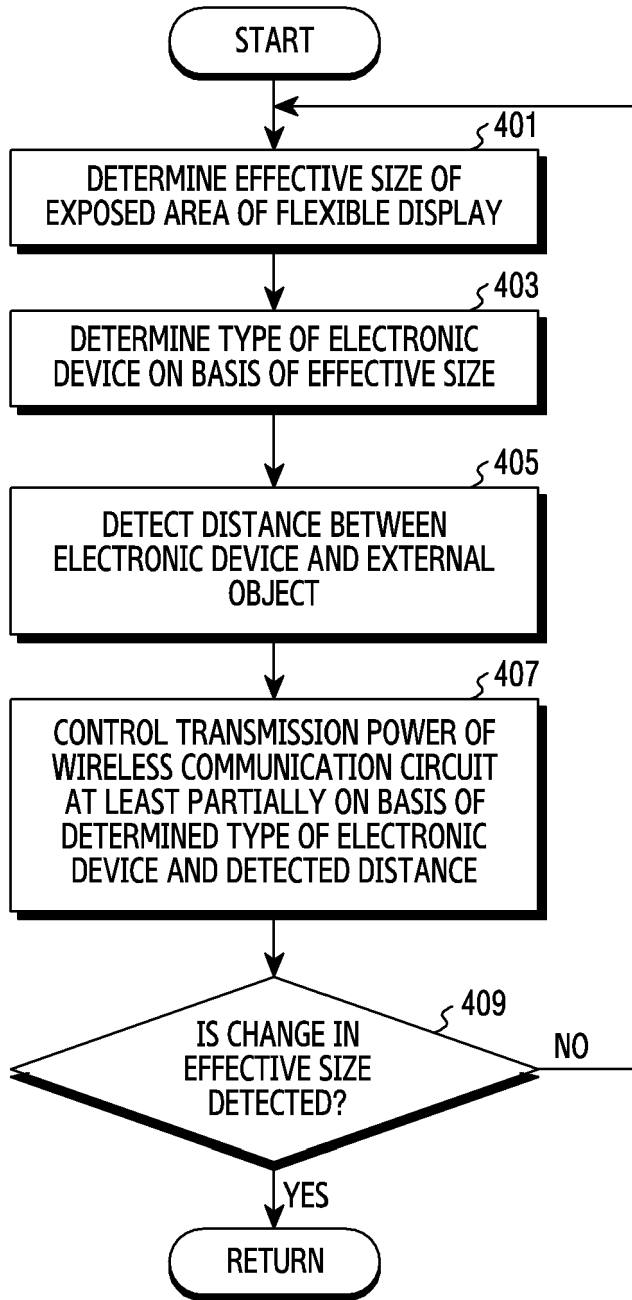 START
401
DETERMINE EFFECTIVE SIZE OF
EXPOSED AREA OF FLEXIBLE DISPLAY
403
DETERMINE TYPE OF ELECTRONIC
DEVICE ON BASIS OF EFFECTIVE SIZE
405
DETECT DISTANCE BETWEEN
ELECTRONIC DEVICE AND EXTERNAL
OBJECT
407
CONTROL TRANSMISSION POWER OF
WIRELESS COMMUNICATION CIRCUIT
AT LEAST PARTIALLY ON BASIS OF
DETERMINED TYPE OF ELECTRONIC
DEVICE AND DETECTED DISTANCE
409
IS CHANGE IN
EFFECTIVE SIZE
DETECTED?
NO
YES
RETURN